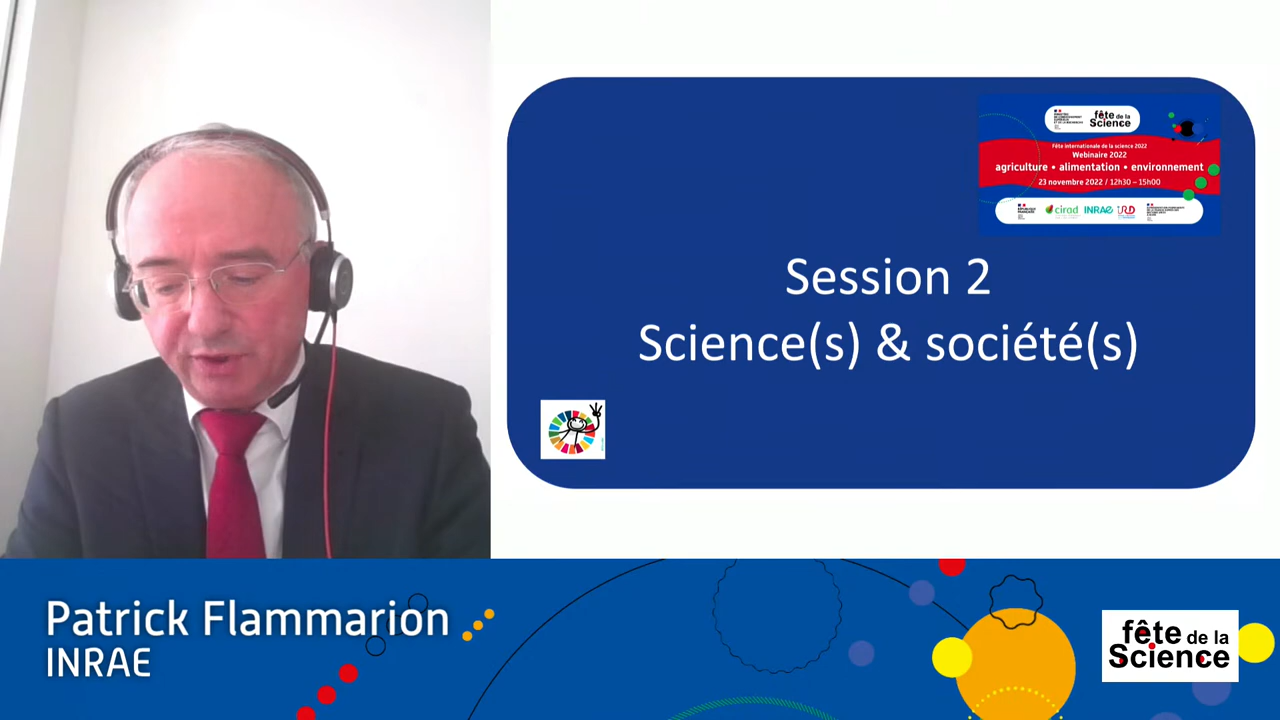 fête de la
Science
Fête internationale de la science 2022
Webinaire 2022
agriculture • alimentation • environnement
23 novembre 2022 / 12h30 – 15h00
cirad
INRAE
IRD
Session 2
Science(s) & société(s)
Patrick Flammarion
INRAE
fête de la
Science